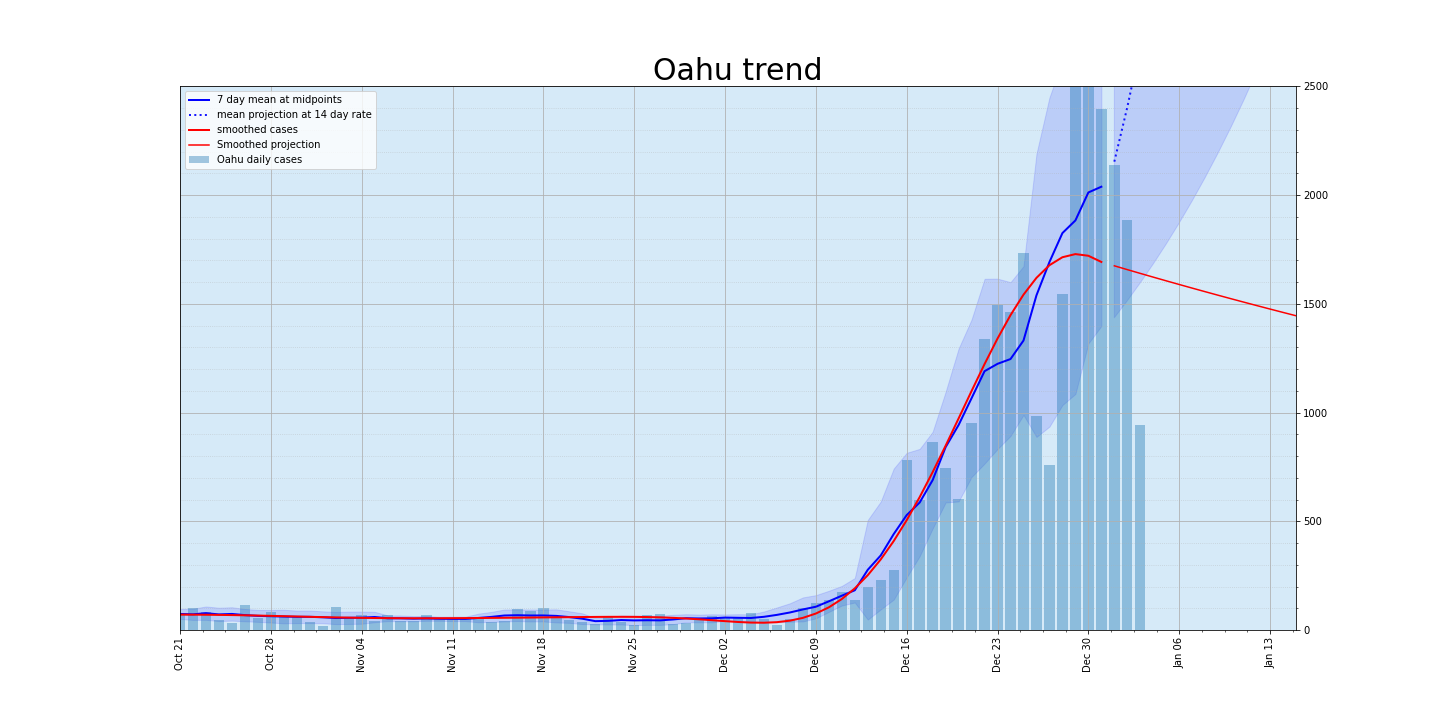 Oahu trend
7 day mean at midpoints
mean projection at 14 day rate
smoothed cases
Smoothed projection
Oahu daily cases
2500
2000
1500
1000
500
0
Oct 21
Oct 28
Nov 04
Nov 11
Nov 18
Nov 25
Dec 02
Dec 09
Dec 16
Dec 23
Dec 30
Jan 06
Jan 13